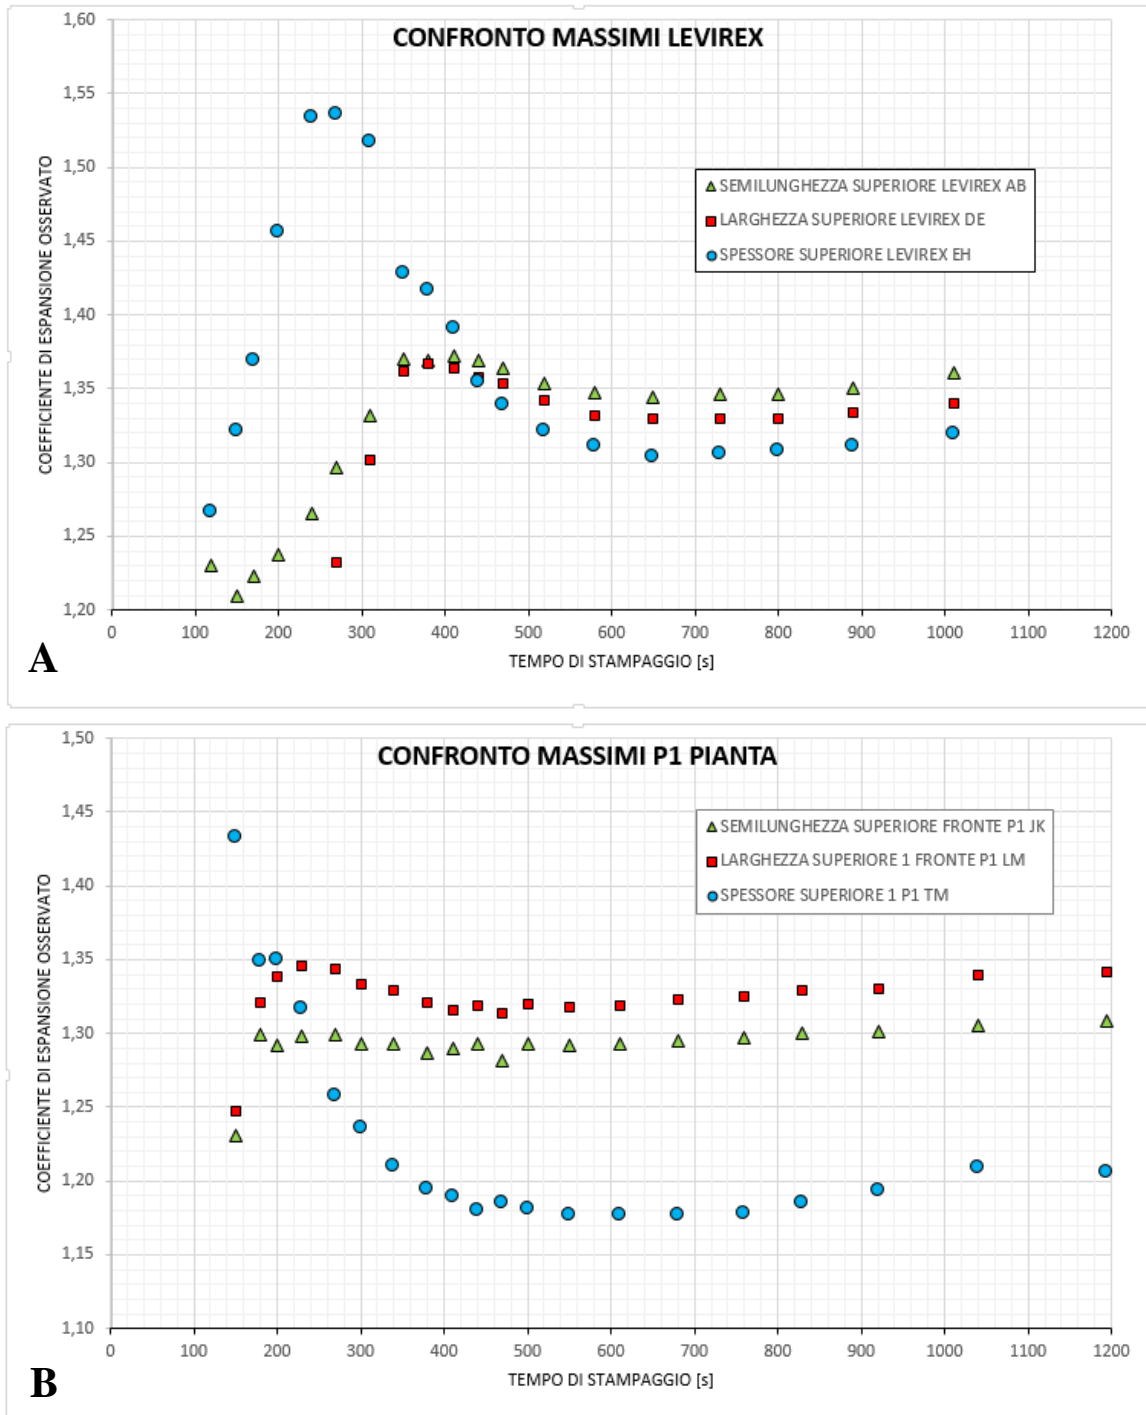 CONFRONTO MASSIMI LEVIREX
1,60
1,55
1,50
1,45
1,40
1,35
1,30
1,25
1,20
COEFFICIENTE DI ESPANSIONE OSSERVATO
SEMILUNGHEZZA SUPERIORE LEVIREX AB
LARGHEZZA SUPERIORE LEVIREX DE
SPESSORE SUPERIORE LEVIREX EH
0 100 200 300 400 500 600 700 800 900 1000 1100 1200
TEMPO DI STAMPAGGIO [s]
A
CONFRONTO MASSIMI P1 PIANTA
1,50
1,45
1,40
1,35
1,30
1,25
1,20
1,15
1,10
COEFFICIENTE DI ESPANSIONE OSSERVATO
SEMILUNGHEZZA SUPERIORE FRONTE P1 JK
LARGHEZZA SUPERIORE 1 FRONTE P1 LM
SPESSORE SUPERIORE 1 P1 TM
0 100 200 300 400 500 600 700 800 900 1000 1100 1200
TEMPO DI STAMPAGGIO [s]
B